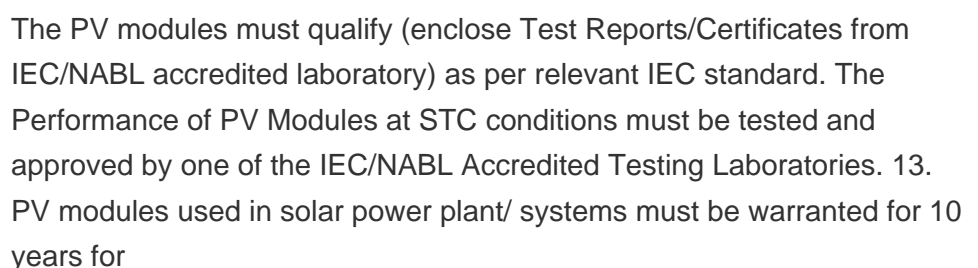 The PV modules must qualify (enclose Test Reports/Certificates from
IEC/NABL accredited laboratory) as per relevant IEC standard. The
Performance of PV Modules at STC conditions must be tested and
approved by one of the IEC/NABL Accredited Testing Laboratories. 13.
PV modules used in solar power plant/ systems must be warranted for 10
years for